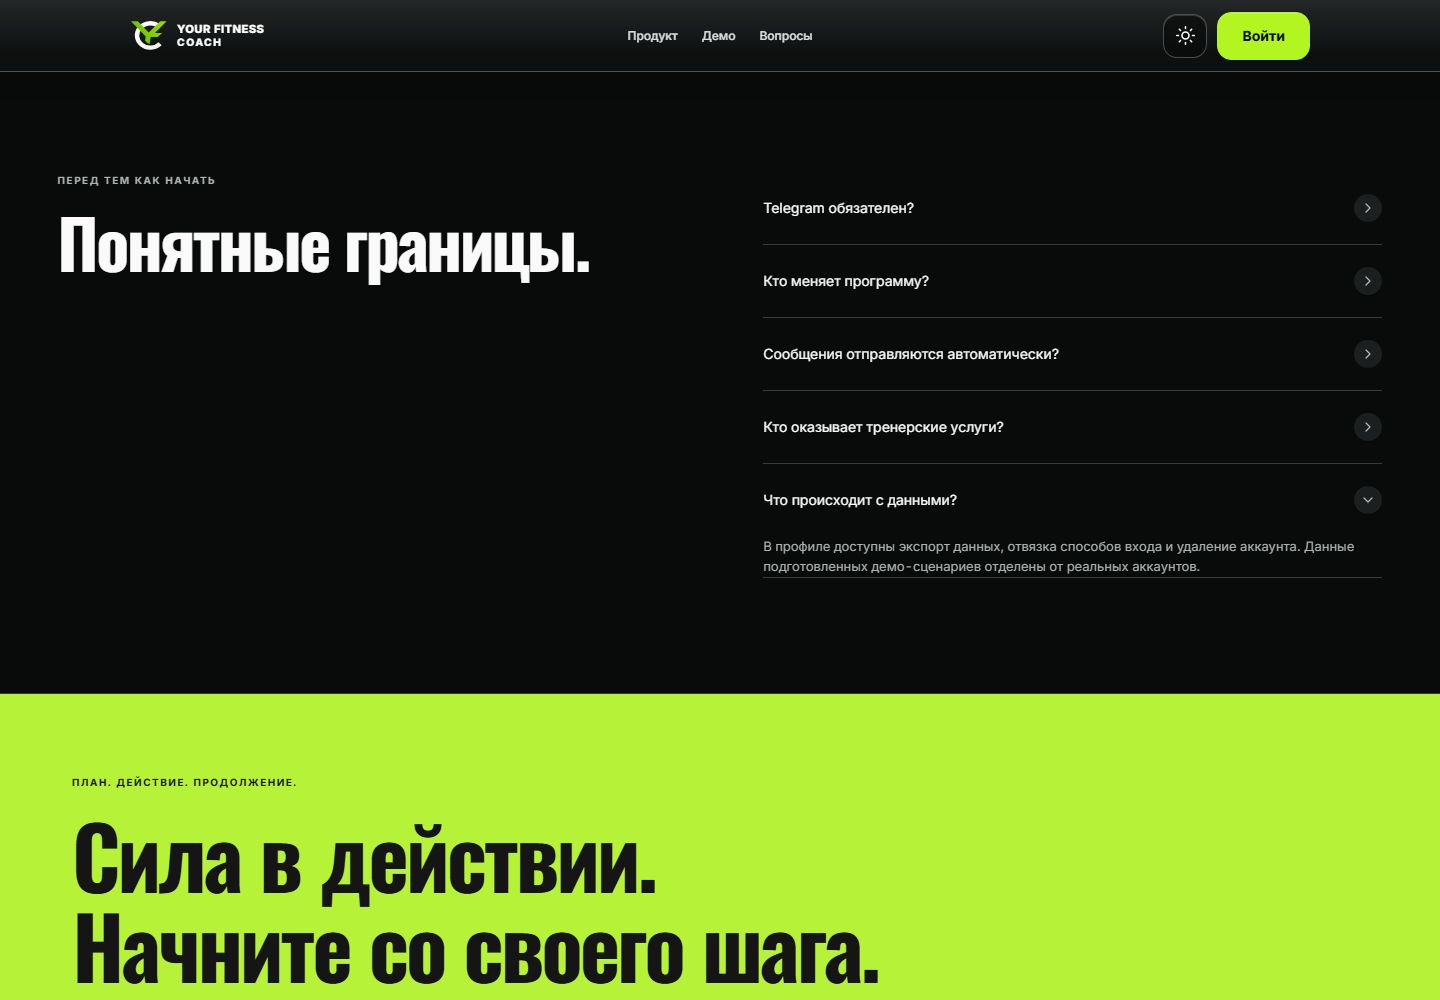 YOUR FITNESS
COACH
Продукт
Демо
Вопросы
Войти
ПЕРЕД ТЕМ КАК НАЧАТЬ
Понятные границы.
Telegram обязателен?
Кто меняет программу?
Сообщения отправляются автоматически?
Кто оказывает тренерские услуги?
Что происходит с данными?
В профиле доступны экспорт данных, отвязка способов входа и удаление аккаунта. Данные
подготовленных демо-сценариев отделены от реальных аккаунтов.
ПЛАН. ДЕЙСТВИЕ. ПРОДОЛЖЕНИЕ.
Сила в действии.
Начните со своего шага.